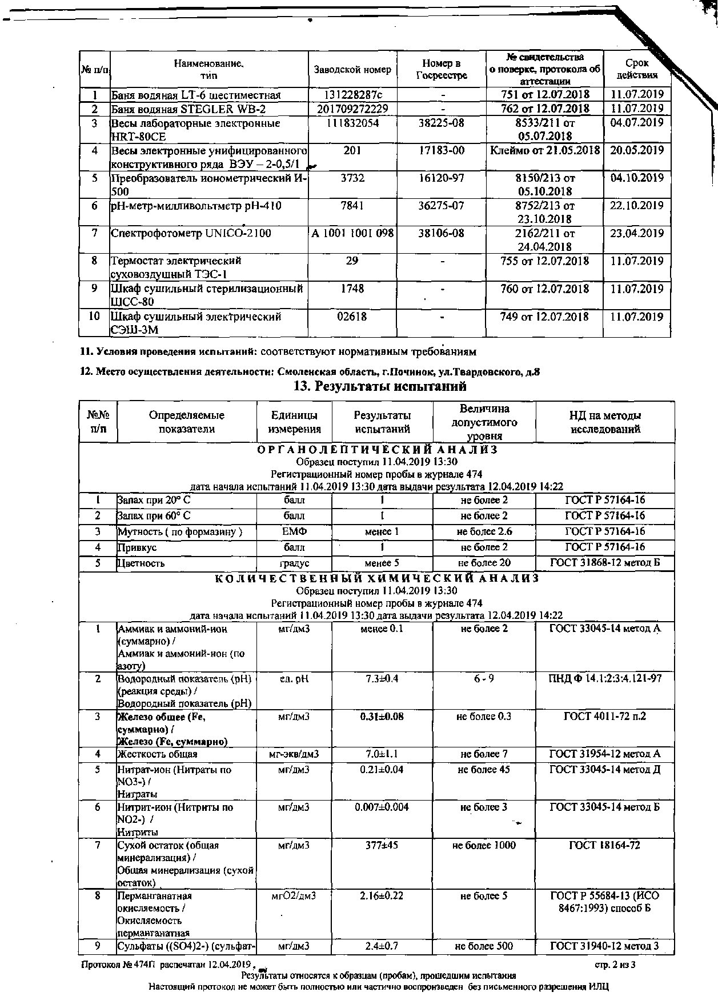 № п/п
Наименование, тип
Заводской номер
Номер в Госреестре
№ свидетельства о поверке, протокола об аттестации
Срок действия
1 Баня водяная LT-6 шестиместная 131228287с - 751 от 12.07.2018 11.07.2019
2 Баня водяная STEGLER WB-2 201709272229 - 762 от 12.07.2018 11.07.2019
3 Весы лабораторные электронные 111832054 38225-08 8533/211 от 04.07.2019
HRT-80CE 05.07.2018
4 Весы электронные унифицированного 201 17183-00 Клеймо от 21.05.2018 20.05.2019
конструктивного ряда ВЭУ – 2-0,5/1
5 Преобразователь ионометрический И- 3732 16120-97 8150/213 от 04.10.2019
500 05.10.2018
6 рН-метр-милливольтметр рН-410 7841 36275-07 8752/213 от 22.10.2019
23.10.2018
7 Спектрофотометр UNICO-2100 А 1001 1001 098 38106-08 2162/211 от 23.04.2019
24.04.2018
8 Термостат электрический 29 - 755 от 12.07.2018 11.07.2019
суховоздушный ТЭС-1
9 Шкаф сушильный стерилизационный 1748 - 760 от 12.07.2018 11.07.2019
ШСС-80
10 Шкаф сушильный электрический 02618 - 749 от 12.07.2018 11.07.2019
СЭШ-3М
11. Условия проведения испытаний: соответствуют нормативным требованиям
12. Место осуществления деятельности: Смоленская область, г.Починок, ул.Твардовского, д.8
13. Результаты испытаний
№№ п/п
Определяемые показатели
Единицы измерения
Результаты испытаний
Величина допустимого уровня
НД на методы исследований
ОРГАНОЛЕПТИЧЕСКИЙ АНАЛИЗ
Образец поступил 11.04.2019 13:30
Регистрационный номер пробы в журнале 474
дата начала испытаний 11.04.2019 13:30 дата выдачи результата 12.04.2019 14:22
1 Запах при 20° С балл 1 не более 2 ГОСТ Р 57164-16
2 Запах при 60° С балл 1 не более 2 ГОСТ Р 57164-16
3 Мутность ( по формазину ) ЕМФ менее 1 не более 2.6 ГОСТ Р 57164-16
4 Привкус балл 1 не более 2 ГОСТ Р 57164-16
5 Цветность градус менее 5 не более 20 ГОСТ 31868-12 метод Б
КОЛИЧЕСТВЕННЫЙ ХИМИЧЕСКИЙ АНАЛИЗ
Образец поступил 11.04.2019 13:30
Регистрационный номер пробы в журнале 474
дата начала испытаний 11.04.2019 13:30 дата выдачи результата 12.04.2019 14:22
1 Аммиак и аммоний-ион мг/дм3 менее 0.1 не более 2 ГОСТ 33045-14 метод А
(суммарно) /
Аммиак и аммоний-ион (по
азоту)
2 Водородный показатель (рН) ед. рН 7.3±0.4 6 - 9 ПНД Ф 14.1:2:3:4.121-97
(реакция среды) /
Водородный показатель (рН)
3 Железо общее (Fe, мг/дм3 0.31±0.08 не более 0.3 ГОСТ 4011-72 п.2
суммарно) /
Железо (Fe, суммарно)
4 Жесткость общая мг-экв/дм3 7.0±1.1 не более 7 ГОСТ 31954-12 метод А
5 Нитрат-ион (Нитраты по мг/дм3 0.21±0.04 не более 45 ГОСТ 33045-14 метод Д
NO3-) /
Нитраты
6 Нитрит-ион (Нитриты по мг/дм3 0.007±0.004 не более 3 ГОСТ 33045-14 метод Б
NO2-) /
Нитриты
7 Сухой остаток (общая мг/дм3 377±45 не более 1000 ГОСТ 18164-72
минерализация) /
Общая минерализация (сухой
остаток)
8 Перманганатная мгО2/дм3 2.16±0.22 не более 5 ГОСТ Р 55684-13 (ИСО
окисляемость / 8467:1993) способ Б
Окисляемость
перманганатная
9 Сульфаты ((SO4)2-) (сульфат- мг/дм3 2.4±0.7 не более 500 ГОСТ 31940-12 метод 3
Протокол № 474П распечатан 12.04.2019 стр. 2 из 3
Результаты относятся к образцам (пробам), прошедшим испытания
Настоящий протокол не может быть полностью или частично воспроизведен без письменного разрешения ИЛЦ